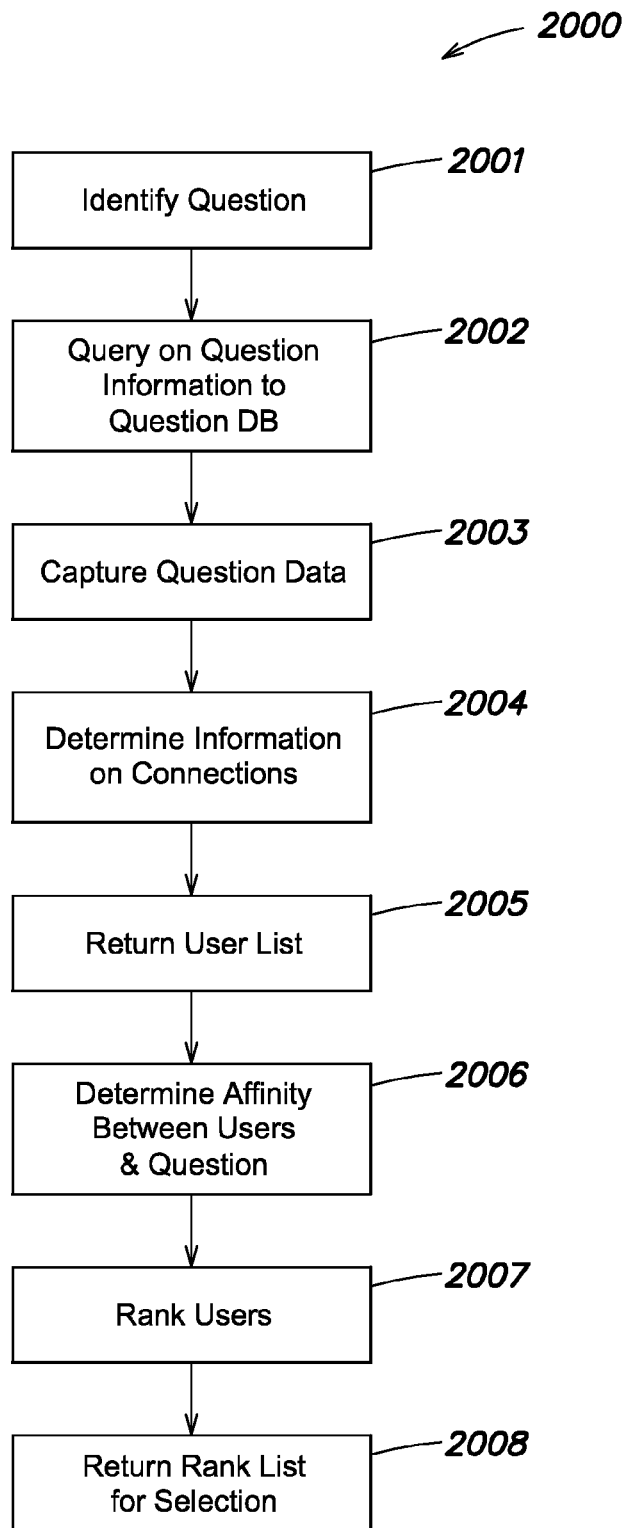 2000
2001
Identify Question
2002
Query on Question
Information to
Question DB
2003
Capture Question Data
2004
Determine Information
on Connections
2005
Return User List
2006
Determine Affinity
Between Users
& Question
2007
Rank Users
2008
Return Rank List
for Selection